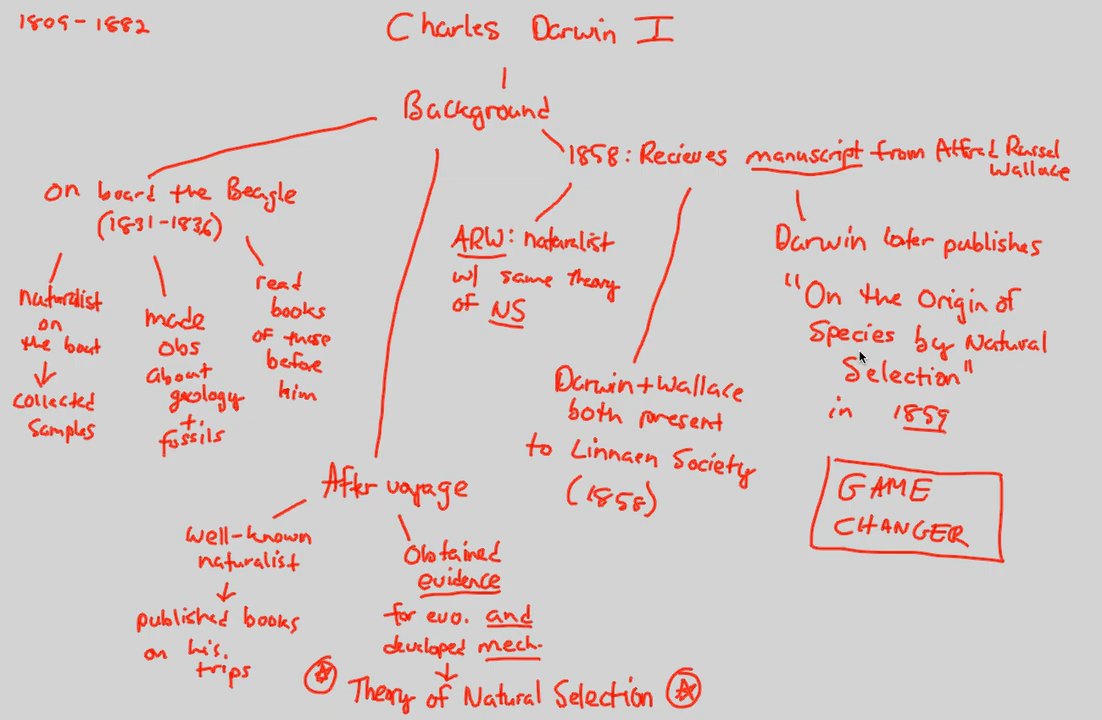 1809-1882
Charles Darwin I
Background
on board the Beagle
(1831-1836)
naturalist
on
the boat
collected
samples
made
obs
about
geology
+
fossils
read
books
of those
before
him
After voyage
well-known
naturalist
published books
on his
trips
Obtained
evidence
for evo. and
developed mech.
Theory of Natural Selection
1858: Recieves manuscript from Alfred Russel
Wallace
ARW: naturalist
w/ same theory
of NS
Darwin+Wallace
both present
to Linnaen Society
(1858)
Darwin later publishes
"On the Origin of
Species by Natural
Selection"
in 1859
GAME
CHANGER